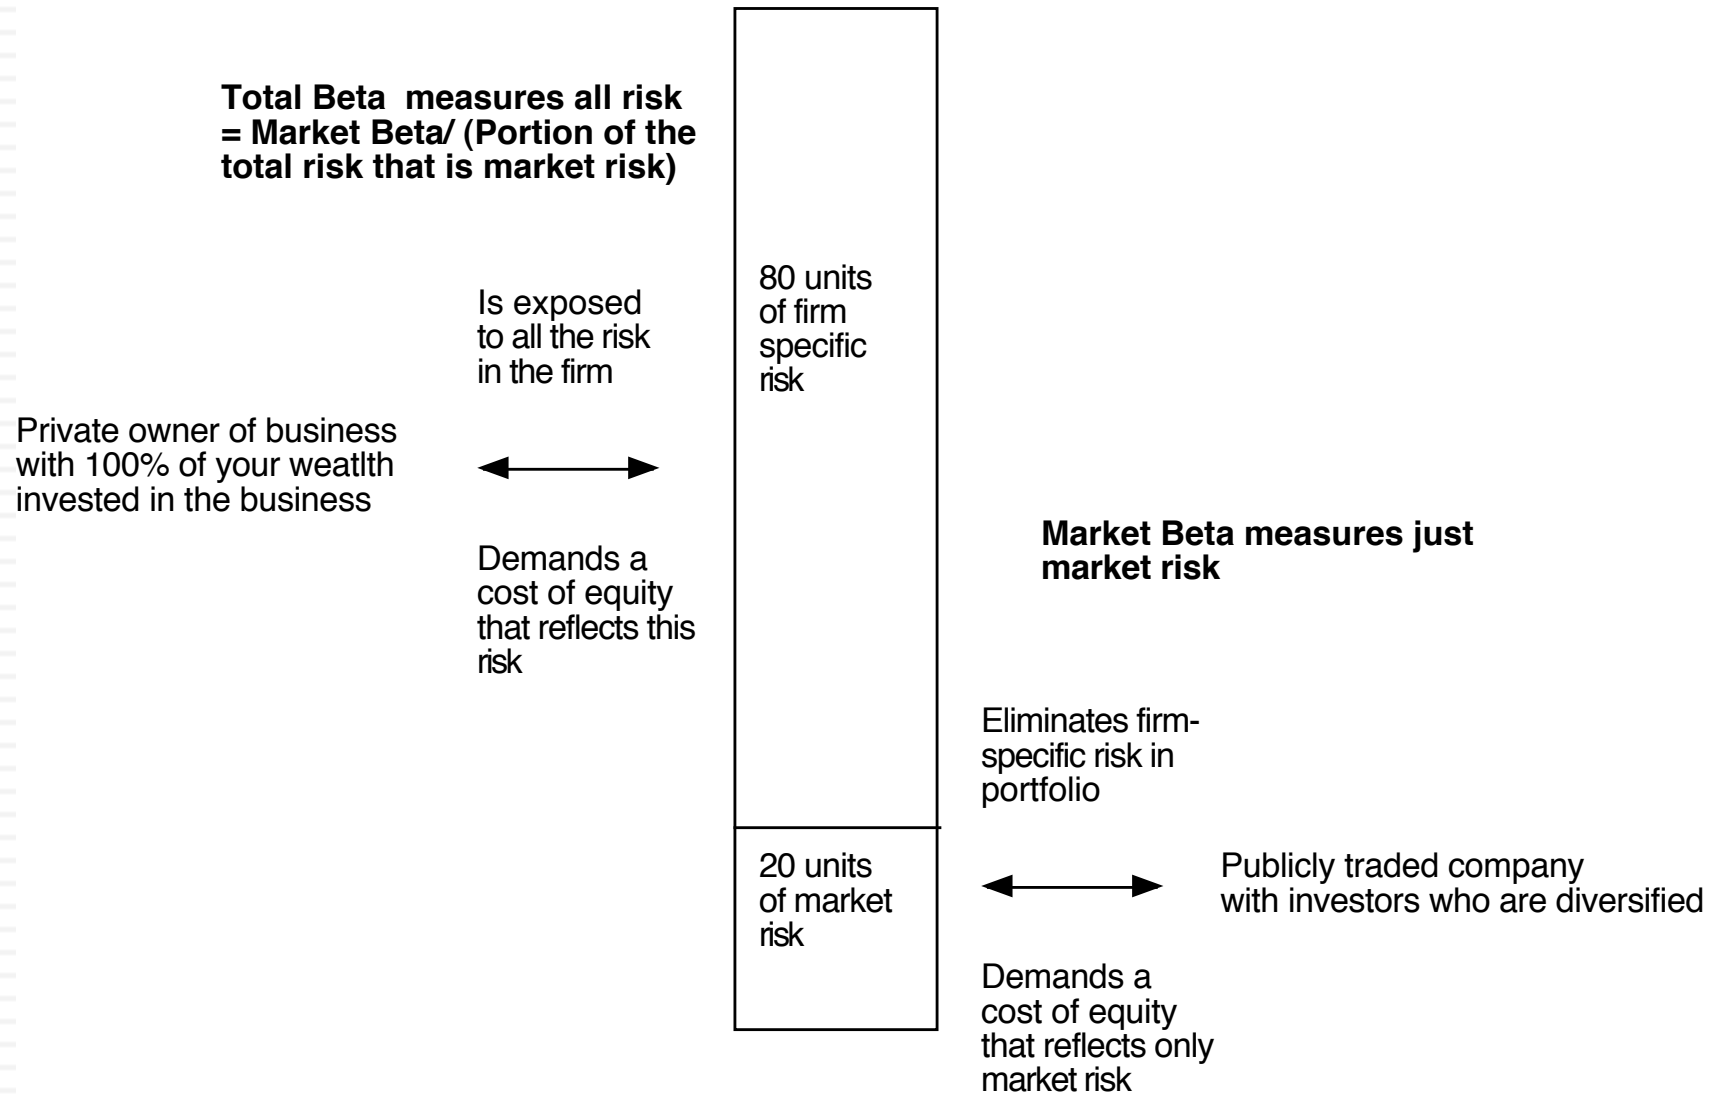 Total Beta  measures all risk
= Market Beta/ (Portion of the
total risk that is market risk)
80 units
of firm
specific
risk
Is exposed
to all the risk
in the firm
Private owner of business
with 100% of your weatlth
invested in the business
Demands a
cost of equity
that reflects this
risk
Market Beta measures just
market risk
Eliminates firm-
specific risk in
portfolio
20 units
of market
risk
Publicly traded company
with investors who are diversified
Demands a
cost of equity
that reflects only
market risk